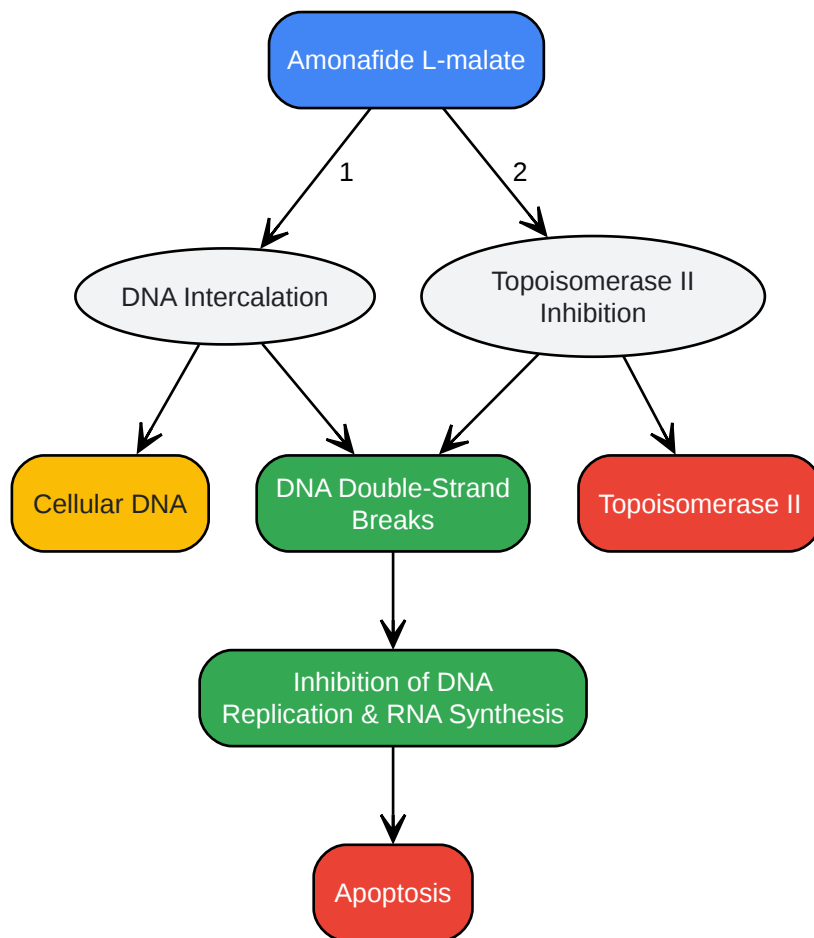 Amonafide L-malate
1
2
DNA Intercalation
Topoisomerase II
Inhibition
Cellular DNA
DNA Double-Strand
Breaks
Topoisomerase II
Inhibition of DNA
Replication & RNA Synthesis
Apoptosis